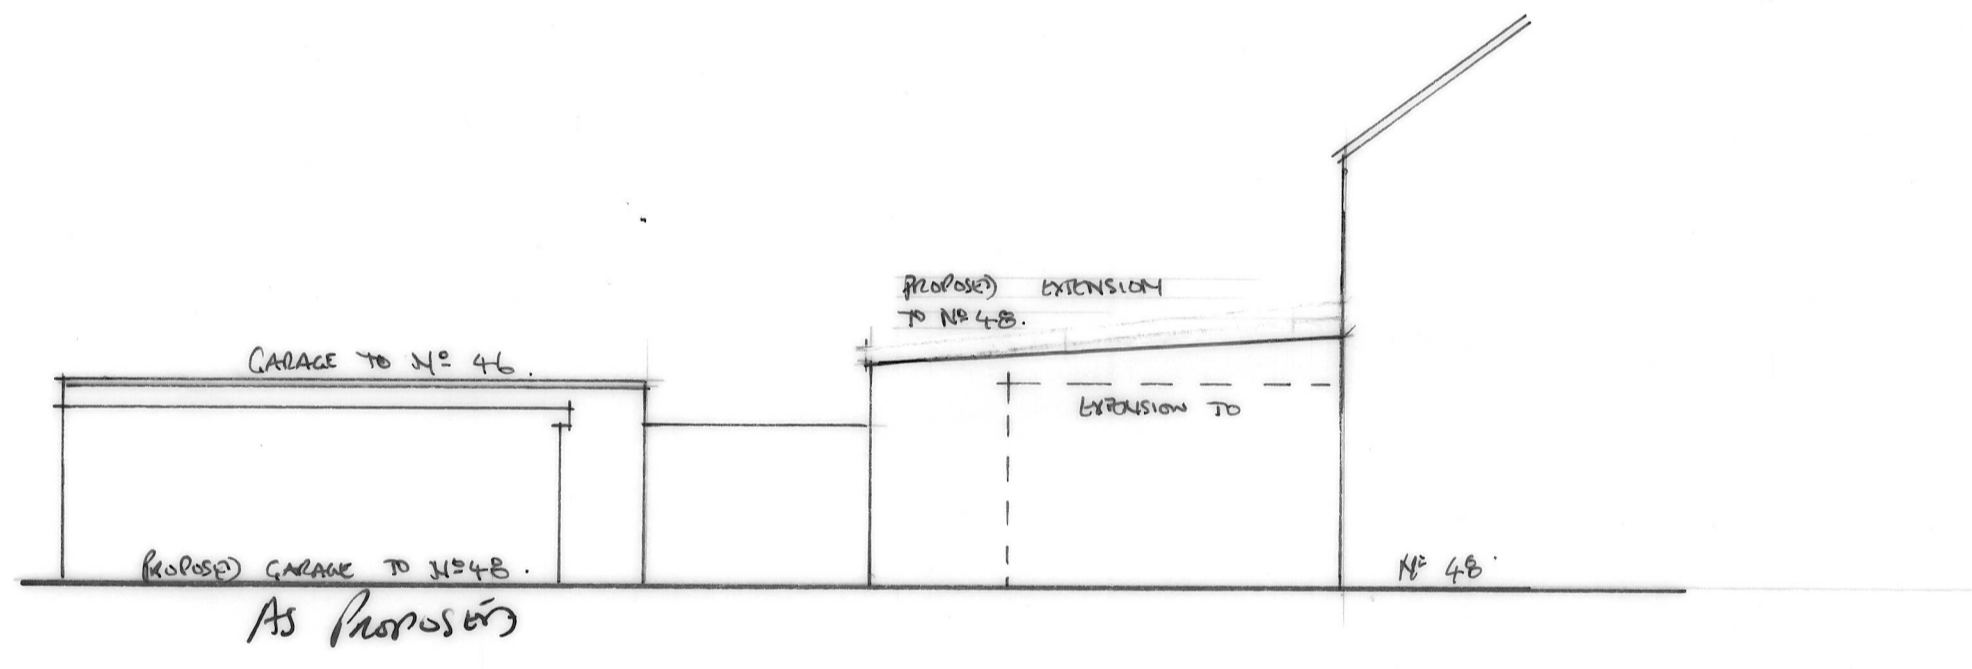 PROPOSED EXTENSION
TO Nº 48.
GARAGE TO Nº 46.
EXTENSION TO
PROPOSED GARAGE TO Nº 48.
Nº 48.
AS PROPOSED